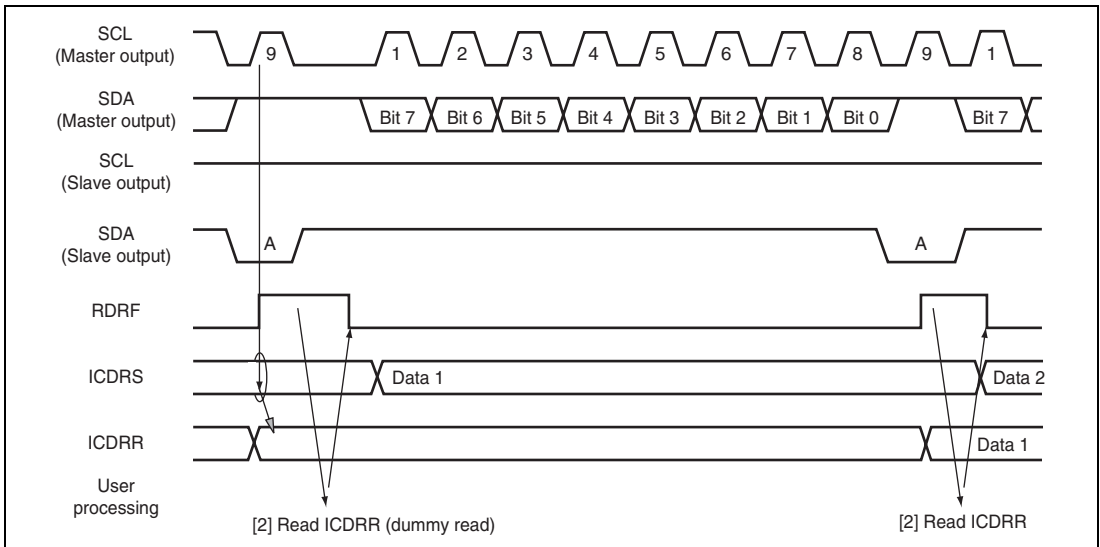 SCL
(Master output)
9 1 2 3 4 5 6 7 8 9 1
SDA
(Master output)
Bit 7 Bit 6 Bit 5 Bit 4 Bit 3 Bit 2 Bit 1 Bit 0 Bit 7
SCL
(Slave output)
SDA
(Slave output)
A A
RDRF
ICDRS
Data 1 Data 2
ICDRR
Data 1
User
processing
[2] Read ICDRR (dummy read) [2] Read ICDRR